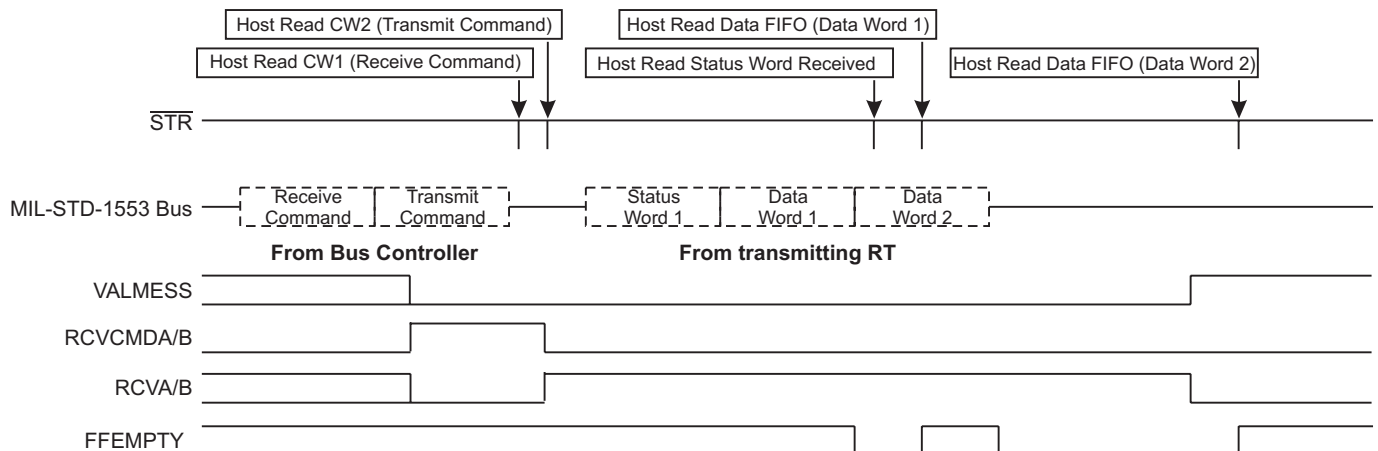 Host Read CW2 (Transmit Command)
Host Read Data FIFO (Data Word 1)
Host Read CW1 (Receive Command)
Host Read Status Word Received
Host Read Data FIFO (Data Word 2)
STR
MIL-STD-1553 Bus
Receive
Command
Transmit
Command
Status
Word 1
Data
Word 1
Data
Word 2
From Bus Controller
From transmitting RT
VALMESS
RCVCMDA/B
RCVA/B
FFEMPTY